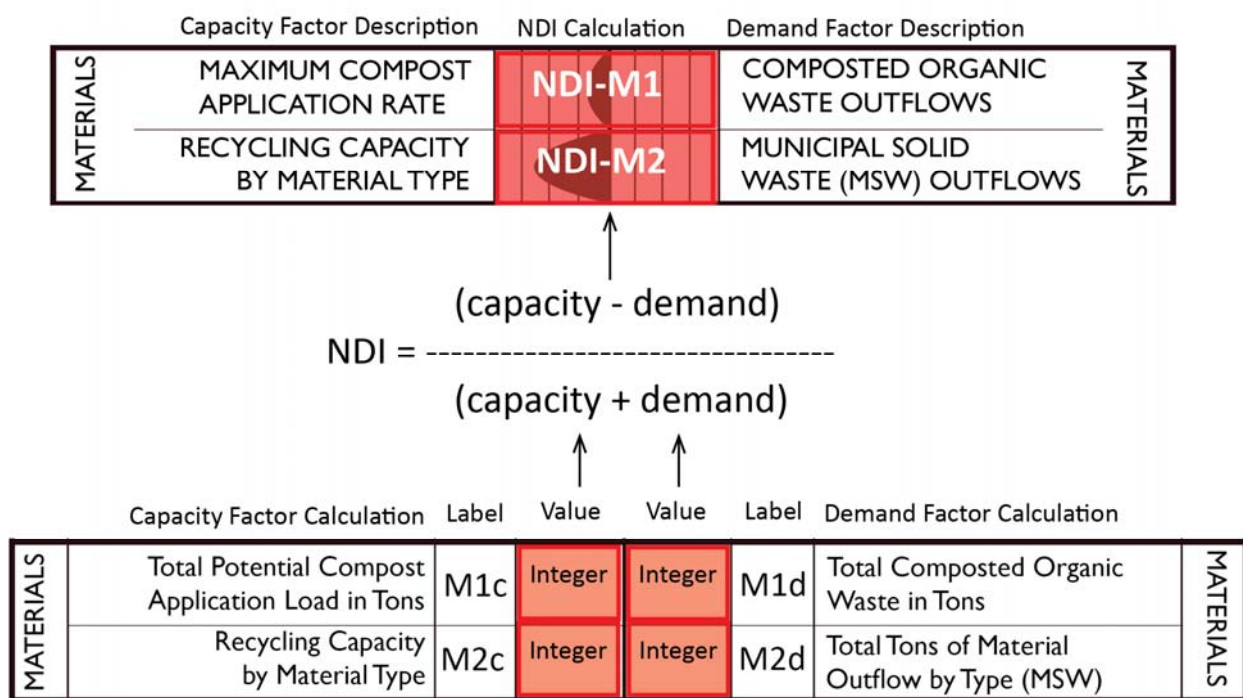 Capacity Factor Description NDI Calculation Demand Factor Description
MATERIALS
MAXIMUM COMPOST
APPLICATION RATE
NDI-M1
COMPOSTED ORGANIC
WASTE OUTFLOWS
RECYCLING CAPACITY
BY MATERIAL TYPE
NDI-M2
MUNICIPAL SOLID
WASTE (MSW) OUTFLOWS
MATERIALS
(capacity - demand)
NDI = ---------------------------------
(capacity + demand)
Capacity Factor Calculation Label Value Value Label Demand Factor Calculation
MATERIALS
Total Potential Compost
Application Load in Tons
M1c
Integer
Integer
M1d
Total Composted Organic
Waste in Tons
Recycling Capacity
by Material Type
M2c
Integer
Integer
M2d
Total Tons of Material
Outflow by Type (MSW)
MATERIALS